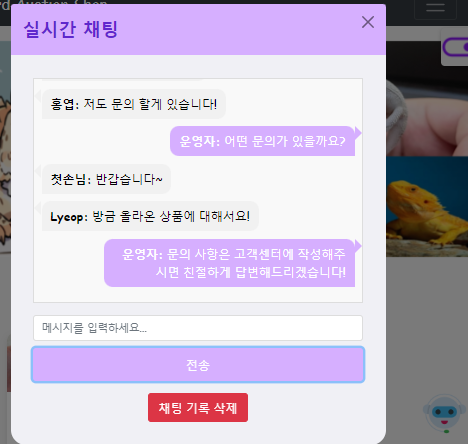 실시간 채팅
홍엽: 저도 문의 할게 있습니다!
운영자: 어떤 문의가 있을까요?
첫손님: 반갑습니다~
Lyeop: 방금 올라온 상품에 대해서요!
운영자: 문의 사항은 고객센터에 작성해주
시면 친절하게 답변해드리겠습니다!
메시지를 입력하세요...
전송
채팅 기록 삭제